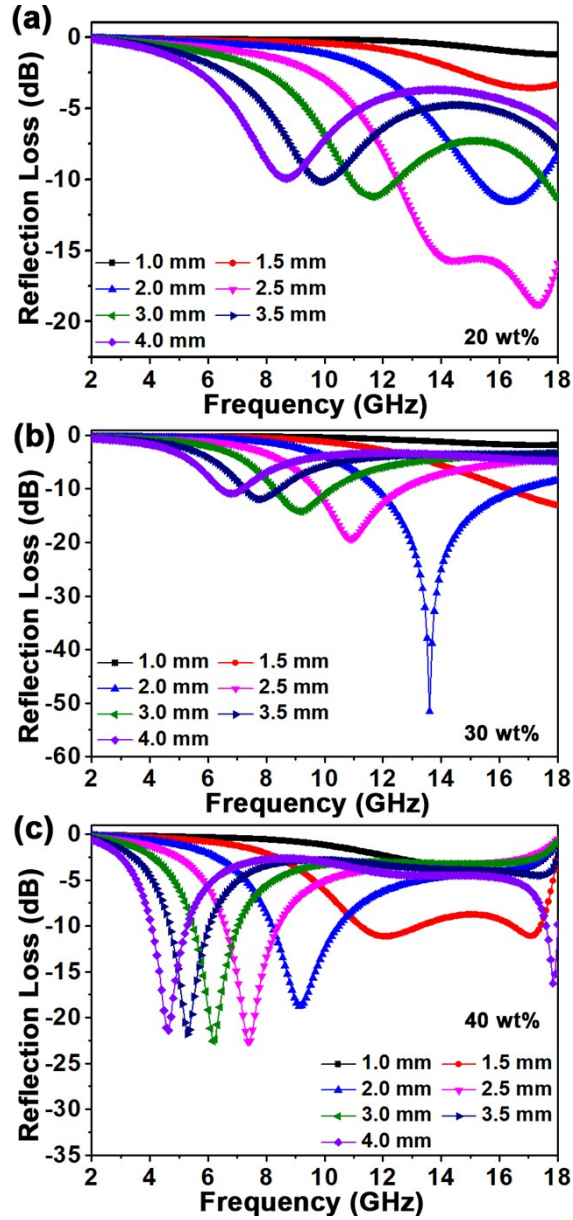 (a)
Reflection Loss (dB)
0
-5
-10
-15
-20
1.0 mm 1.5 mm
2.0 mm 2.5 mm
3.0 mm 3.5 mm
4.0 mm
20 wt%
2 4 6 8 10 12 14 16 18
Frequency (GHz)
(b)
Reflection Loss (dB)
0
-10
-20
-30
-40
-50
-60
1.0 mm 1.5 mm
2.0 mm 2.5 mm
3.0 mm 3.5 mm
4.0 mm
30 wt%
2 4 6 8 10 12 14 16 18
Frequency (GHz)
(c)
Reflection Loss (dB)
0
-5
-10
-15
-20
-25
-30
-35
40 wt%
1.0 mm 1.5 mm
2.0 mm 2.5 mm
3.0 mm 3.5 mm
4.0 mm
2 4 6 8 10 12 14 16 18
Frequency (GHz)